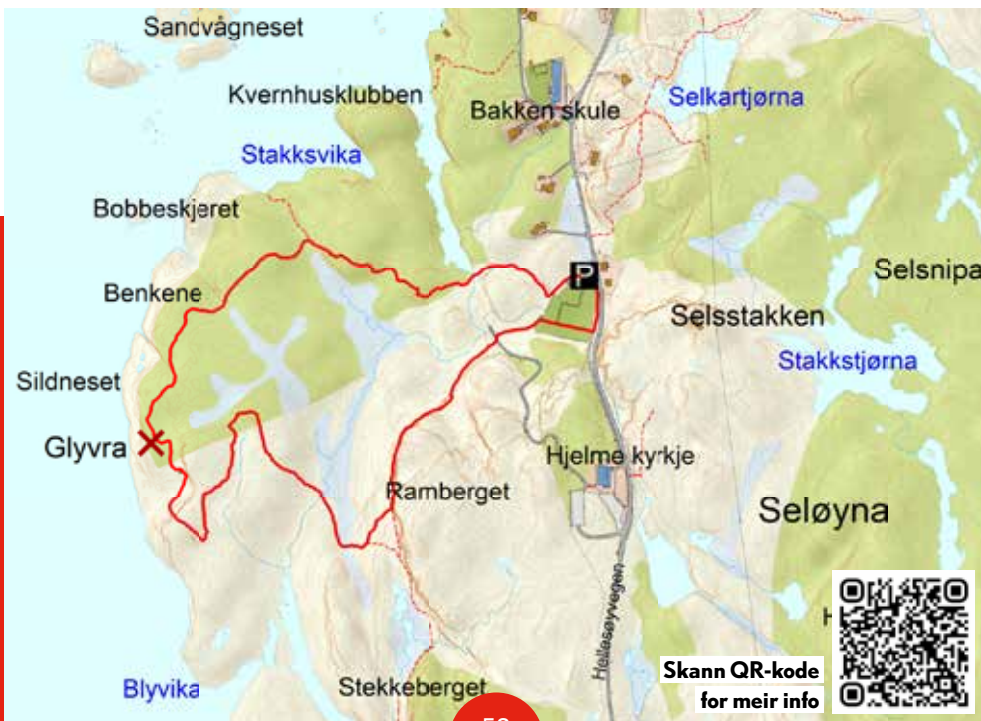 Sandvågneset
Kvernhusklubben
Bakken skule
Selkartjørna
Stakksvika
Bobbeskjeret
P
Selsnipa
Benkene
Selsstakken
Stakkstjørna
Sildneset
Glyvra
Hjelme kyrkje
Ramberget
Seløyna
Hellesøyvegen
Skann QR-kode
for meir info
Blyvika
Stekkeberget